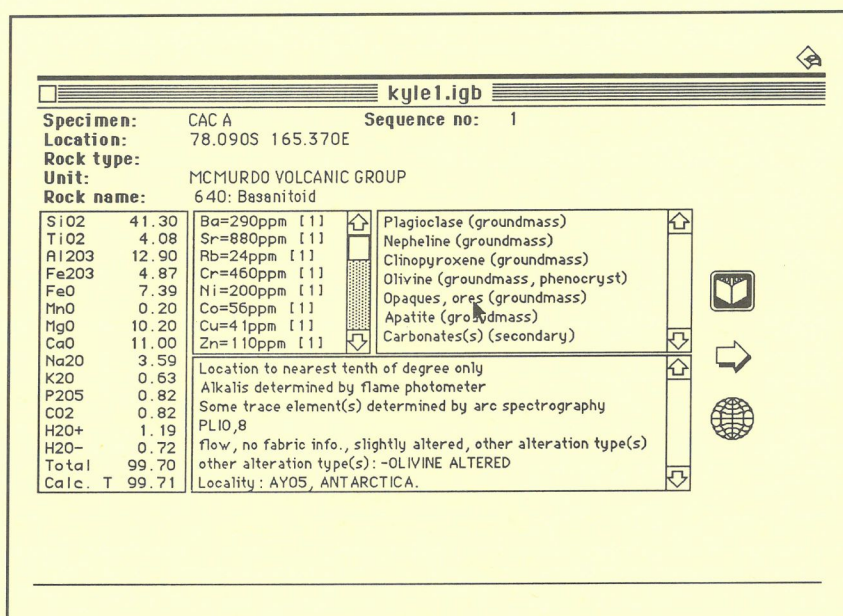 kyle1.igb
Specimen: CAC A Sequence no: 1
Location: 78.090S 165.370E
Rock type:
Unit: MCMURDO VOLCANIC GROUP
Rock name: 640: Basanitoid
SiO2 41.30
TiO2 4.08
Al2O3 12.90
Fe2O3 4.87
FeO 7.39
MnO 0.20
MgO 10.20
CaO 11.00
Na2O 3.59
K2O 0.63
P2O5 0.82
CO2 0.82
H2O+ 1.19
H2O- 0.72
Total 99.70
Calc. T 99.71
Ba=290ppm [1]
Sr=880ppm [1]
Rb=24ppm [1]
Cr=460ppm [1]
Ni=200ppm [1]
Co=56ppm [1]
Cu=41ppm [1]
Zn=110ppm [1]
Plagioclase (groundmass)
Nepheline (groundmass)
Clinopyroxene (groundmass)
Olivine (groundmass, phenocryst)
Opaques, ores (groundmass)
Apatite (groundmass)
Carbonates(s) (secondary)
Location to nearest tenth of degree only
Alkalis determined by flame photometer
Some trace element(s) determined by arc spectrography
PLIO,8
flow, no fabric info., slightly altered, other alteration type(s)
other alteration type(s): -OLIVINE ALTERED
Locality: AY05, ANTARCTICA.